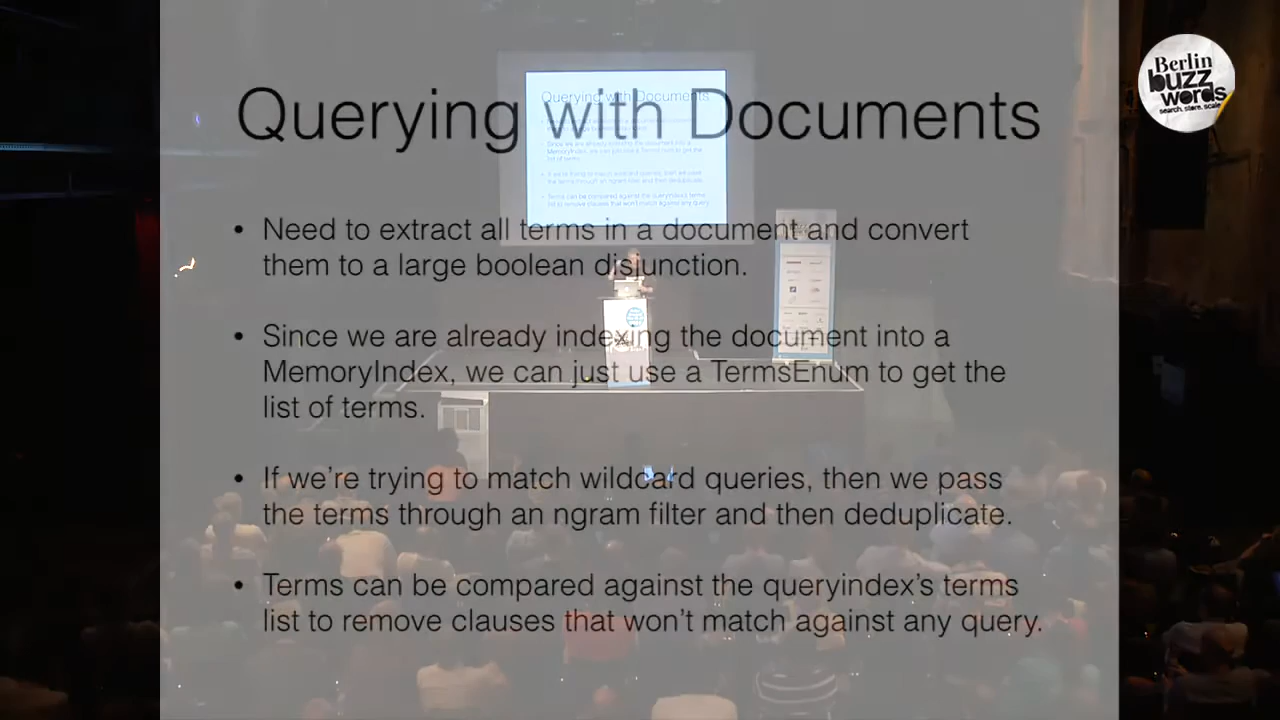 Querying with Documents
• Need to extract all terms in a document and convert
them to a large boolean disjunction.
• Since we are already indexing the document into a
MemoryIndex, we can just use a TermsEnum to get the
list of terms.
• If we're trying to match wildcard queries, then we pass
the terms through an ngram filter and then deduplicate.
• Terms can be compared against the queryindex's terms
list to remove clauses that won't match against any query.
Berlin
buzz
words
search. store. scale.